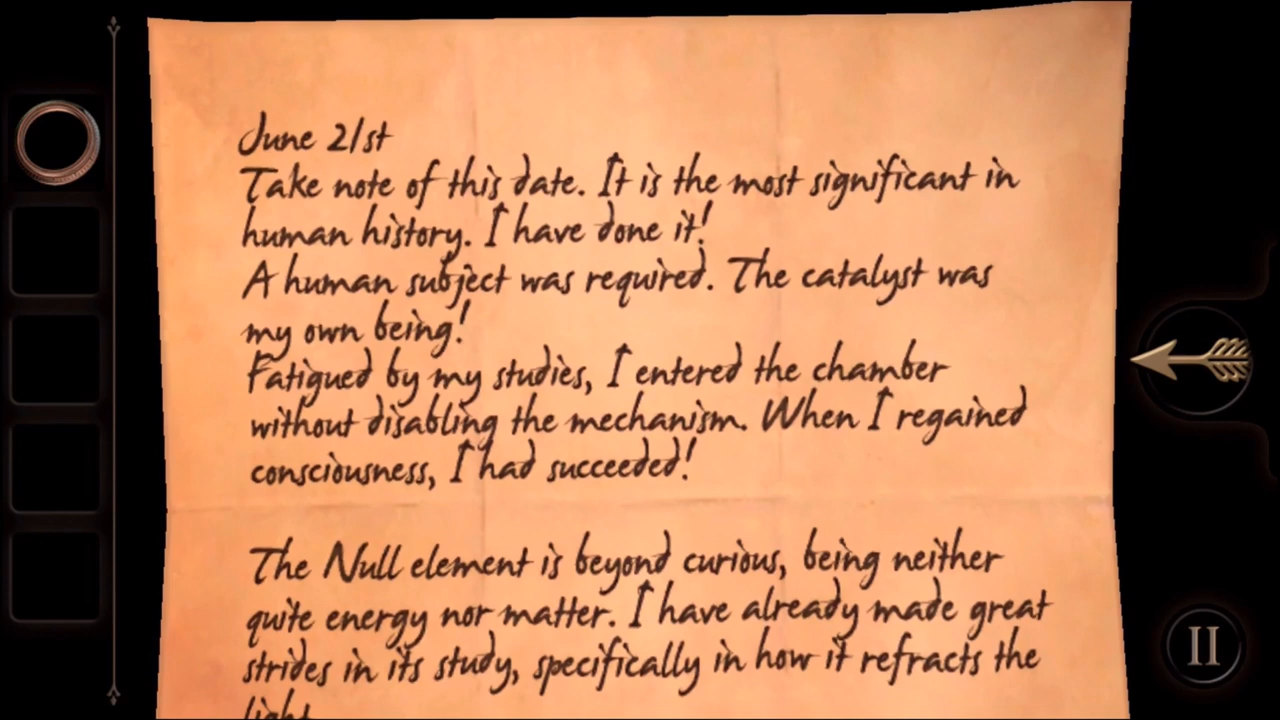 June 21st
Take note of this date. It is the most significant in
human history. I have done it!
A human subject was required. The catalyst was
my own being!
Fatigued by my studies, I entered the chamber
without disabling the mechanism. When I regained
consciousness, I had succeeded!
The Null element is beyond curious, being neither
quite energy nor matter. I have already made great
strides in its study, specifically in how it refracts the
light
II